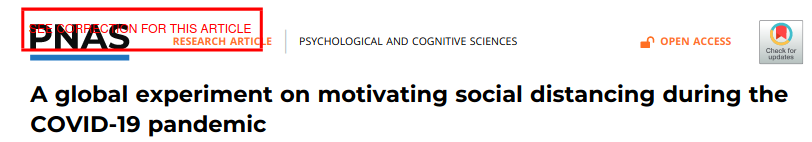 SEE CORRECTION FOR THIS ARTICLE
PNAS
RESEARCH ARTICLE
PSYCHOLOGICAL AND COGNITIVE SCIENCES
OPEN ACCESS
Check for
updates
A global experiment on motivating social distancing during the
COVID-19 pandemic